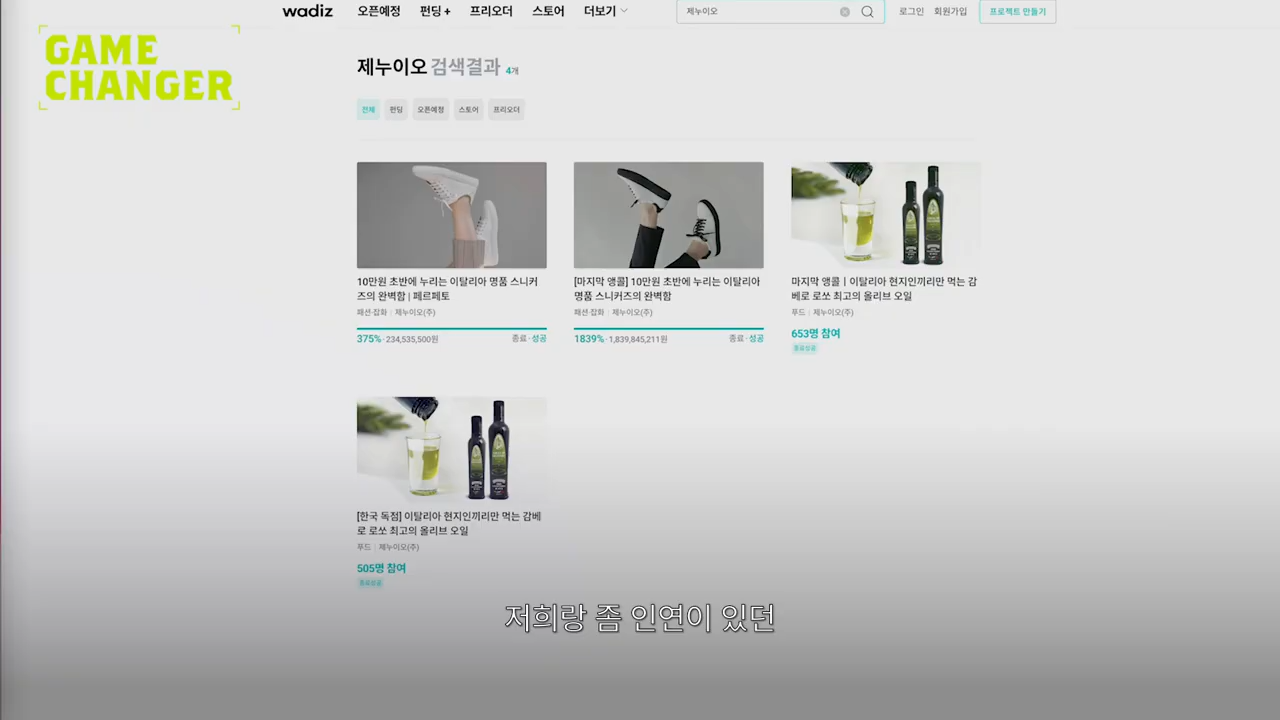 wadiz 오픈예정 펀딩 + 프리오더 스토어 더보기 제누이오 로그인 회원가입 프로젝트 만들기
GAME
CHANGER
제누이오 검색결과 4개
전체 펀딩 오픈예정 스토어 프리오더
10만원 초반에 누리는 이탈리아 명품 스니커
즈의 완벽함 | 페르페토
패션·잡화 | 제누이오(주)
375% · 234,535,500원 종료 · 성공
[마지막 앵콜] 10만원 초반에 누리는 이탈리아
명품 스니커즈의 완벽함
패션·잡화 | 제누이오(주)
1839% · 1,839,845,211원 종료 · 성공
마지막 앵콜ㅣ이탈리아 현지인끼리만 먹는 감
베로 로쏘 최고의 올리브 오일
푸드 | 제누이오(주)
653명 참여
종료성공
[한국 독점] 이탈리아 현지인끼리만 먹는 감베
로 로쏘 최고의 올리브 오일
푸드 | 제누이오(주)
505명 참여
종료성공
저희랑 좀 인연이 있던